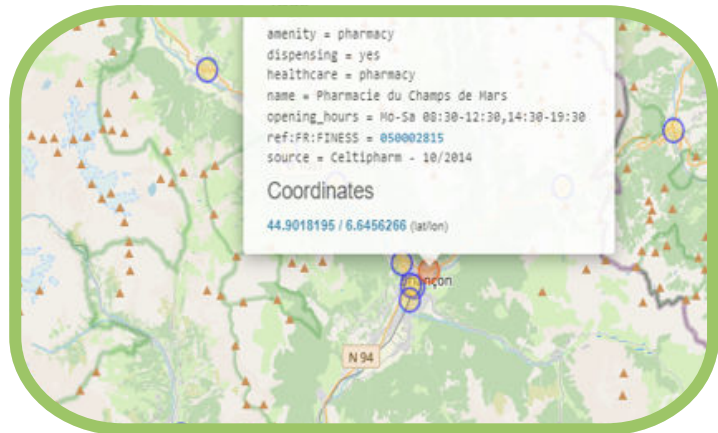 amenity = pharmacy
dispensing = yes
healthcare = pharmacy
name = Pharmacie du Champs de Mars
opening_hours = Mo-Sa 08:30-12:30,14:30-19:30
ref:FR:FINESS = 050002815
source = Celtipharm - 10/2014
Coordinates
44.9018195 / 6.6456266 (lat/lon)
N 94